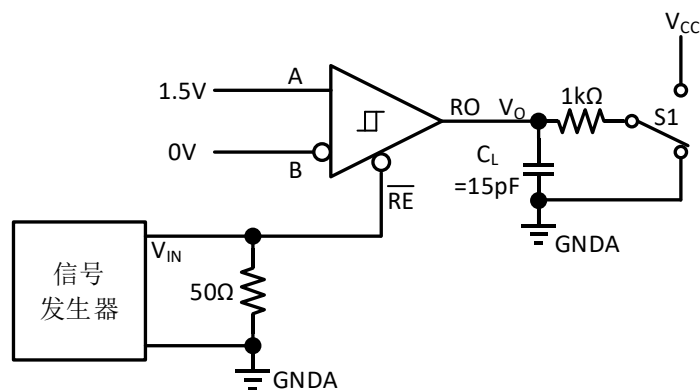 V_CC
1.5V
A
RO
V_O
1kΩ
S1
0V
B
RE
C_L
=15pF
GNDA
V_IN
信号
发生器
50Ω
GNDA